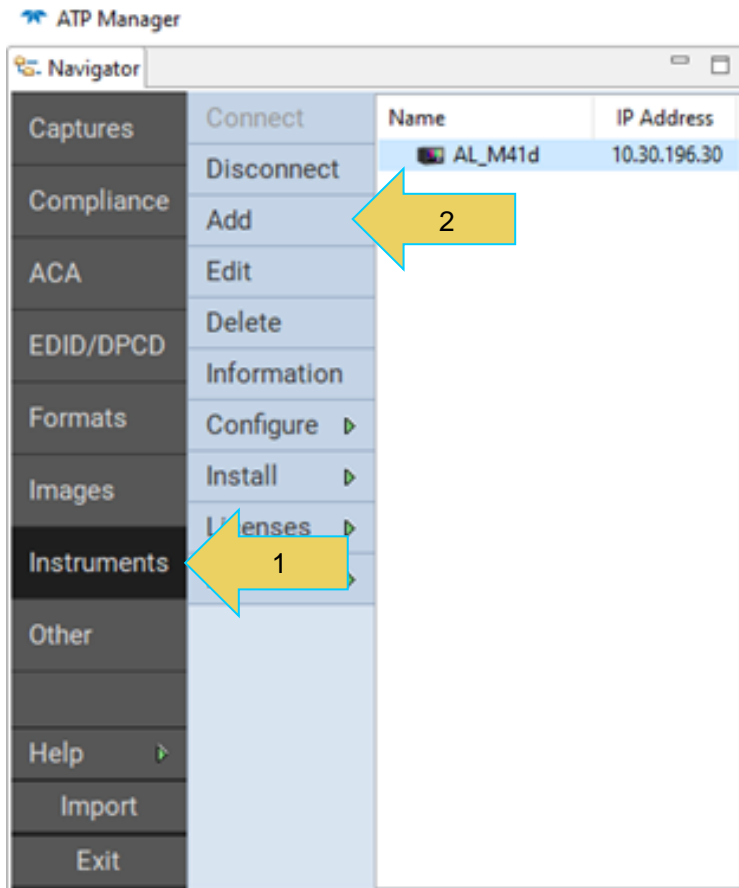 ATP Manager
Navigator
Captures
Compliance
ACA
EDID/DPCD
Formats
Images
Instruments
Other
Help
Import
Exit
Connect
Disconnect
Add
Edit
Delete
Information
Configure
Install
Licenses
Name IP Address
AL_M41d 10.30.196.30
2
1